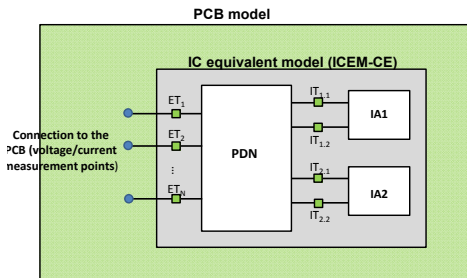 PCB model
IC equivalent model (ICEM-CE)
ET1
IT1.1
IA1
Connection to the
PCB (voltage/current
measurement points)
ET2
PDN
IT1.2
⋮
IT2.1
IA2
ETN
IT2.2